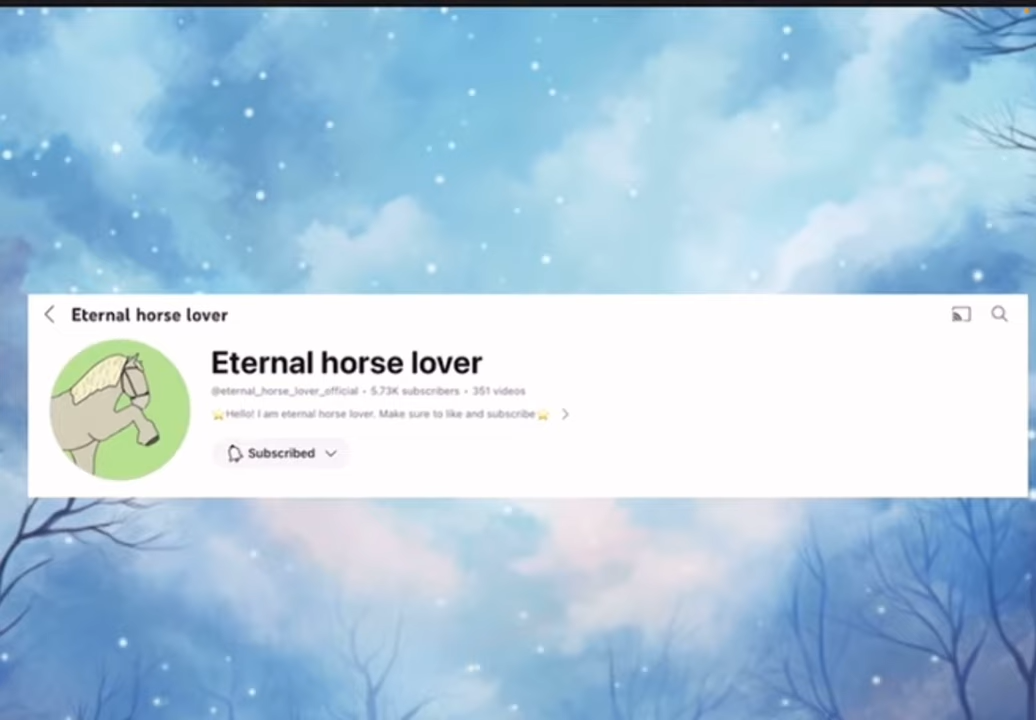 Eternal horse lover
Eternal horse lover
@eternal_horse_lover_official • 5.73K subscribers • 351 videos
⭐Hello! I am eternal horse lover. Make sure to like and subscribe⭐
Subscribed